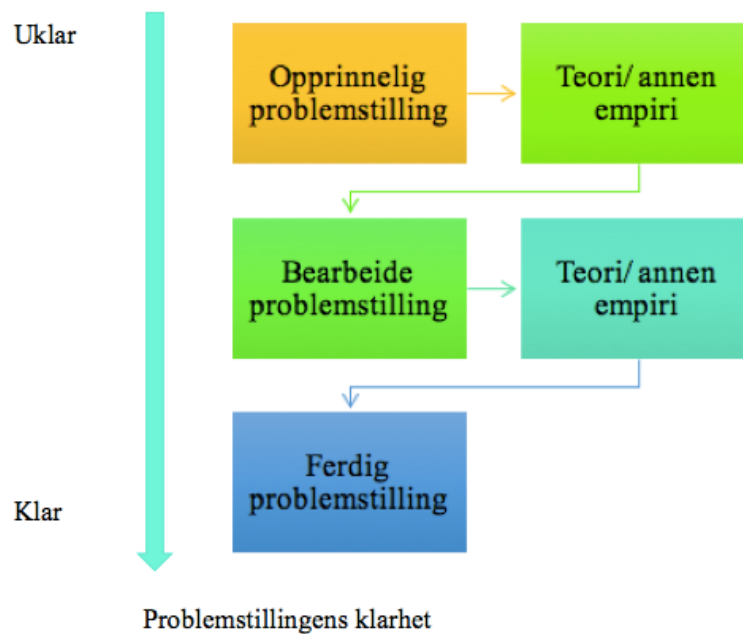 Uklar
Opprinnelig
problemstilling
Teori/ annen
empiri
Bearbeide
problemstilling
Teori/ annen
empiri
Ferdig
problemstilling
Klar
Problemstillingens klarhet